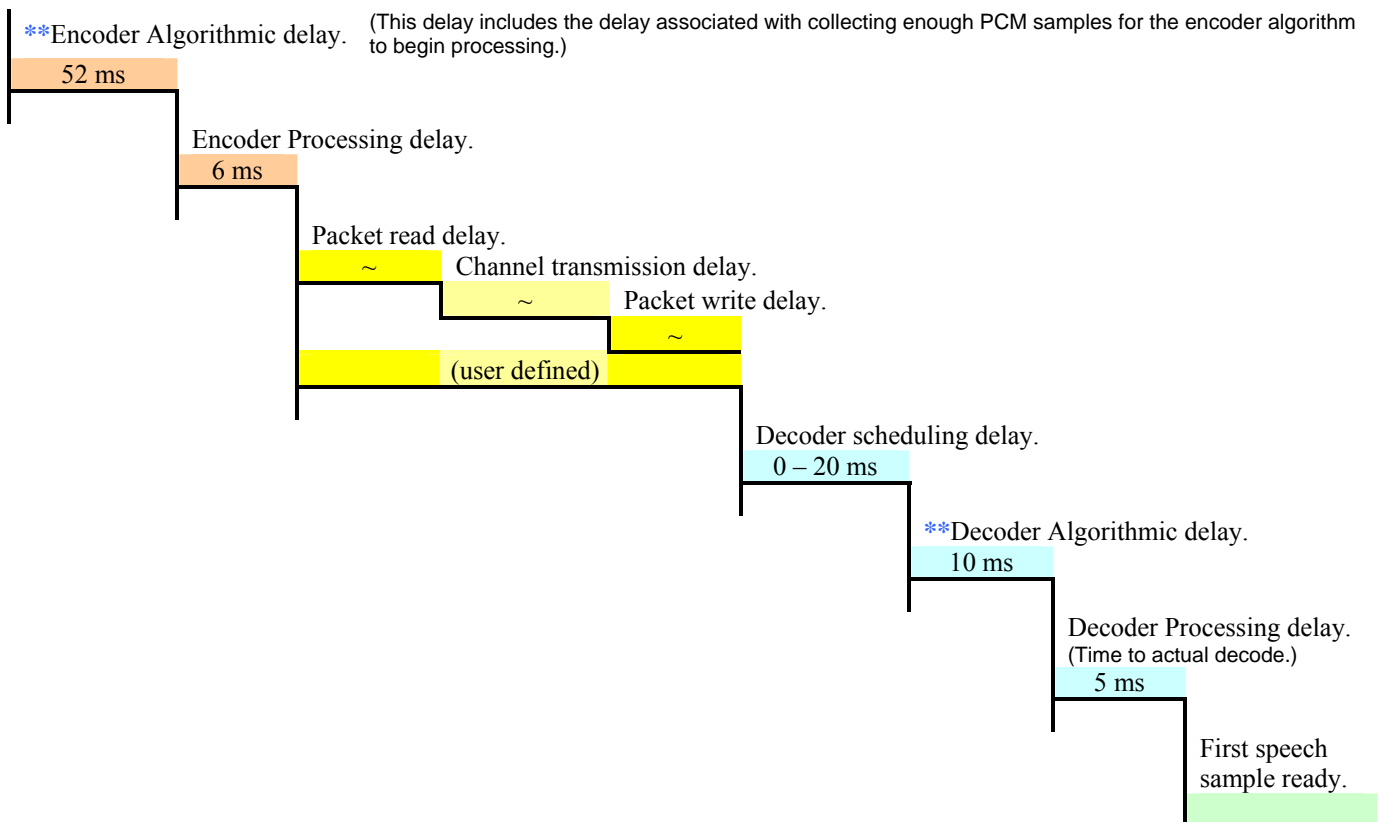 **Encoder Algorithmic delay.
(This delay includes the delay associated with collecting enough PCM samples for the encoder algorithm
to begin processing.)
52 ms
Encoder Processing delay.
6 ms
Packet read delay.
~
Channel transmission delay.
~
Packet write delay.
~
(user defined)
Decoder scheduling delay.
0 – 20 ms
**Decoder Algorithmic delay.
10 ms
Decoder Processing delay.
(Time to actual decode.)
5 ms
First speech
sample ready.